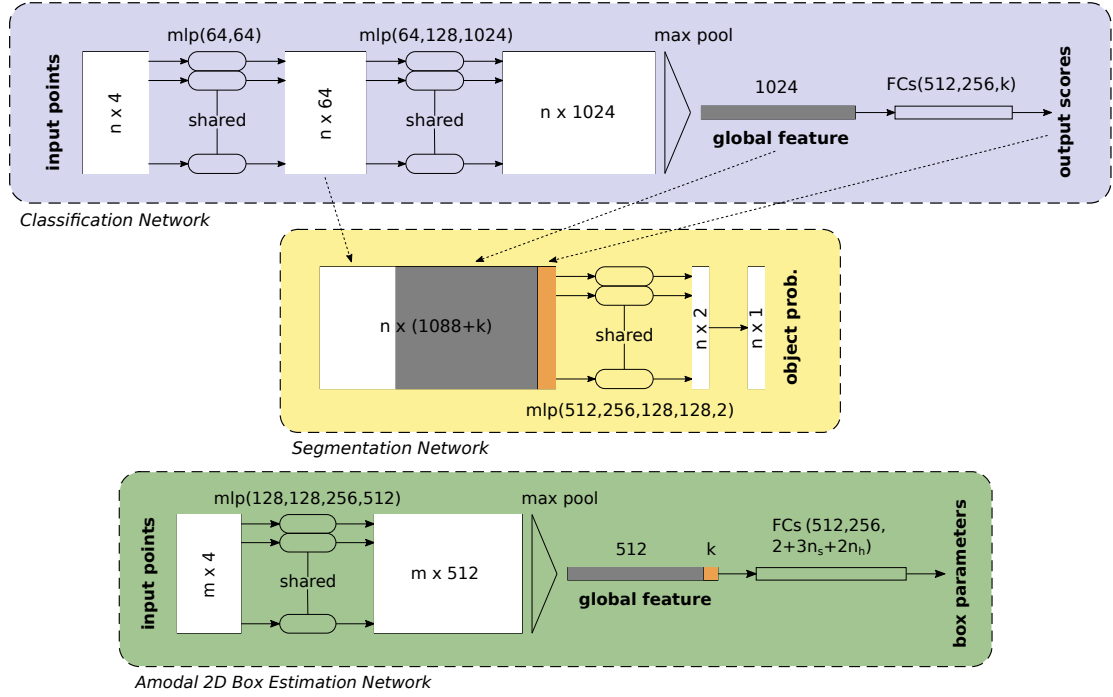 mlp(64,64)
mlp(64,128,1024)
max pool
input points
n x 4
shared
n x 64
shared
n x 1024
1024
global feature
FCs(512,256,k)
output scores
Classification Network
n x (1088+k)
shared
mlp(512,256,128,128,2)
n x 2
n x 1
object prob.
Segmentation Network
mlp(128,128,256,512)
max pool
input points
m x 4
shared
m x 512
512
k
global feature
FCs (512,256,
2+3nₛ+2nₕ)
box parameters
Amodal 2D Box Estimation Network